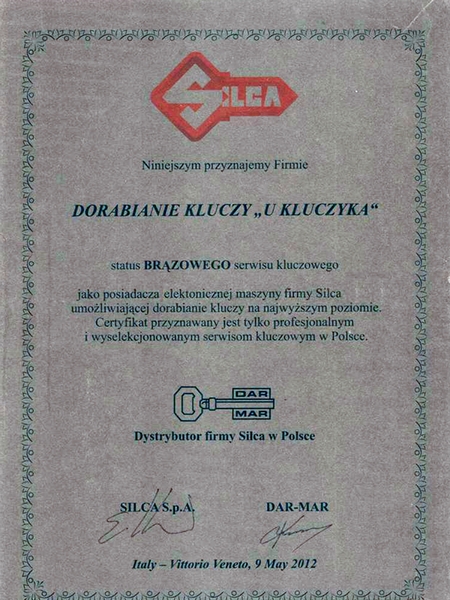 SILCA
Niniejszym przyznajemy Firmie
DORABIANIE KLUCZY „U KLUCZYKA“
status BRĄZOWEGO serwisu kluczowego
jako posiadacza elektonicznej maszyny firmy Silca
umożliwiającej dorabianie kluczy na najwyższym poziomie.
Certyfikat przyznawany jest tylko profesjonalnym
i wyselekcjonowanym serwisom kluczowym w Polsce.
DAR
MAR
Dystrybutor firmy Silca w Polsce
SILCA S.p.A. DAR-MAR
Italy – Vittorio Veneto, 9 May 2012